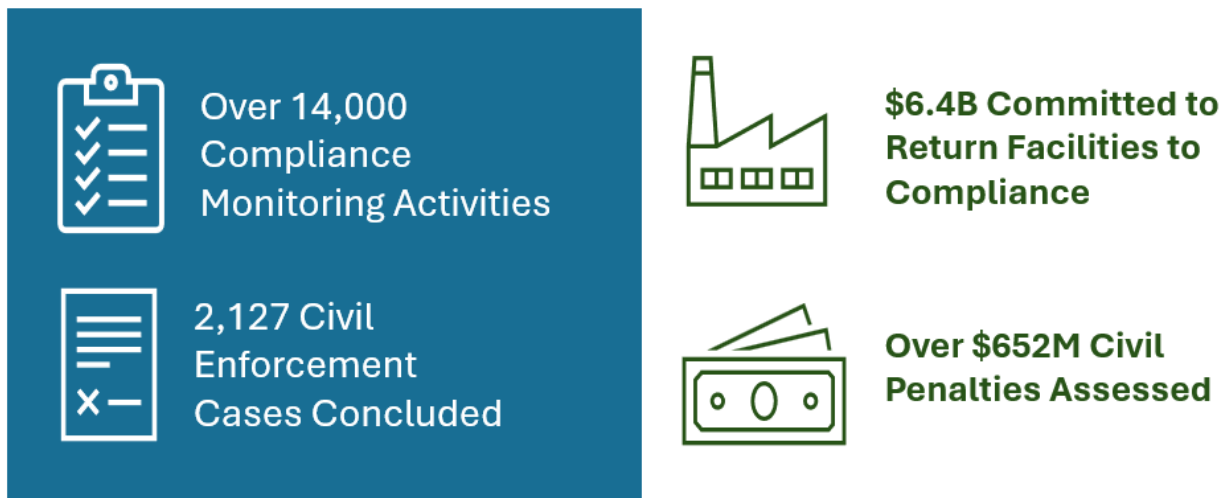 Over 14,000
Compliance
Monitoring Activities
2,127 Civil
Enforcement
Cases Concluded
$6.4B Committed to
Return Facilities to
Compliance
Over $652M Civil
Penalties Assessed